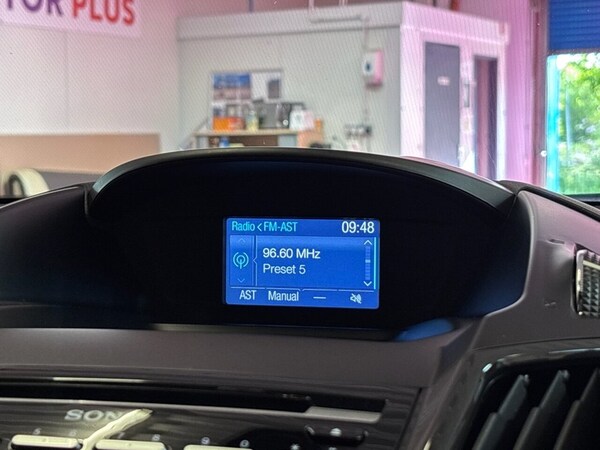 TOR PLUS
Radio < FM-AST 09:48
96.60 MHz
Preset 5
AST Manual —
SON